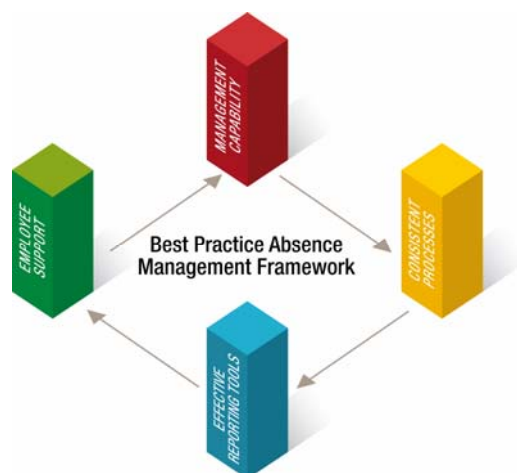 MANAGEMENT
CAPABILITY
EMPLOYEE
SUPPORT
Best Practice Absence
Management Framework
CONSISTENT
PROCESSES
EFFECTIVE
REPORTING TOOLS